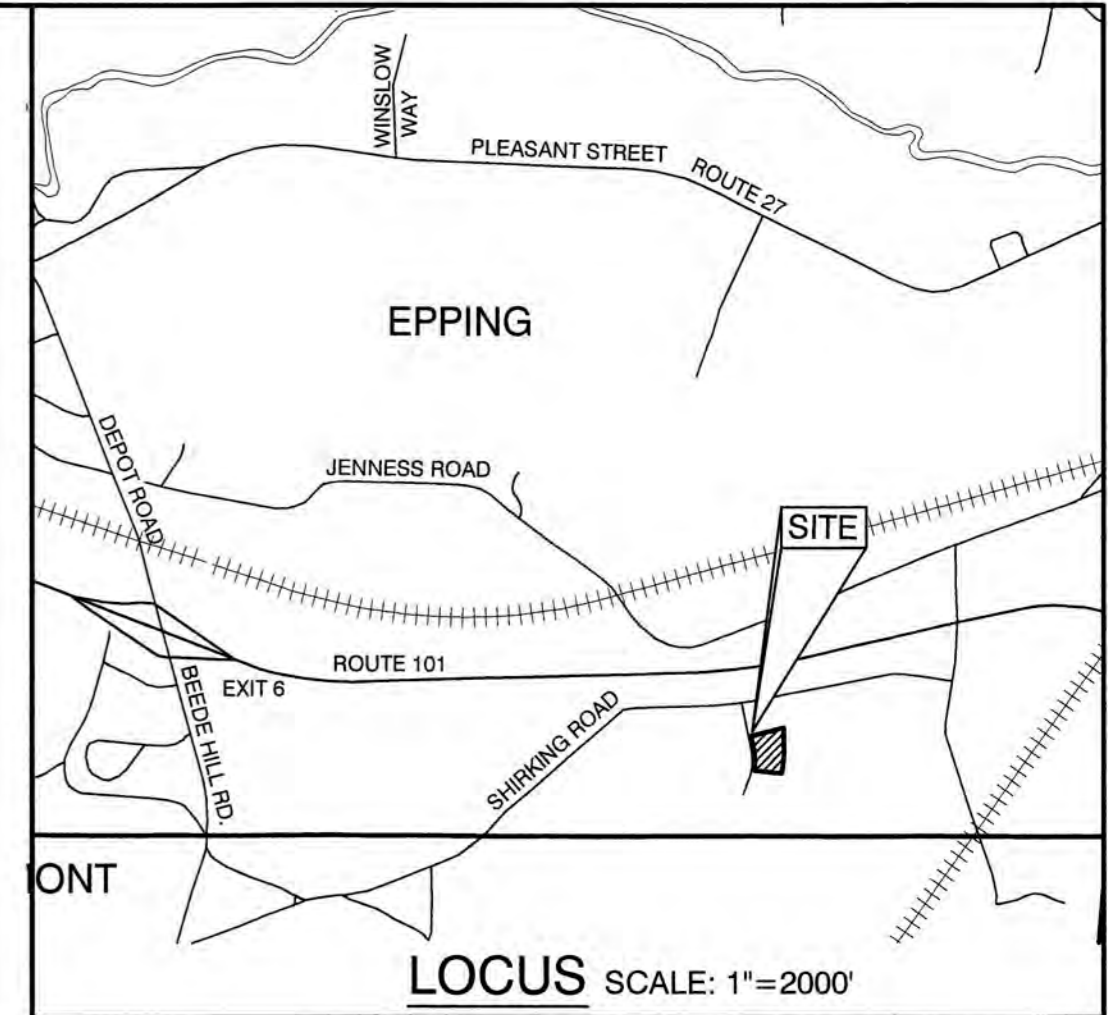 WINSLOW
WAY
PLEASANT STREET
ROUTE 27
EPPING
DEPOT ROAD
JENNESS ROAD
SITE
ROUTE 101
EXIT 6
BEEDE HILL RD.
SHIRKING ROAD
IONT
LOCUS SCALE: 1"=2000'